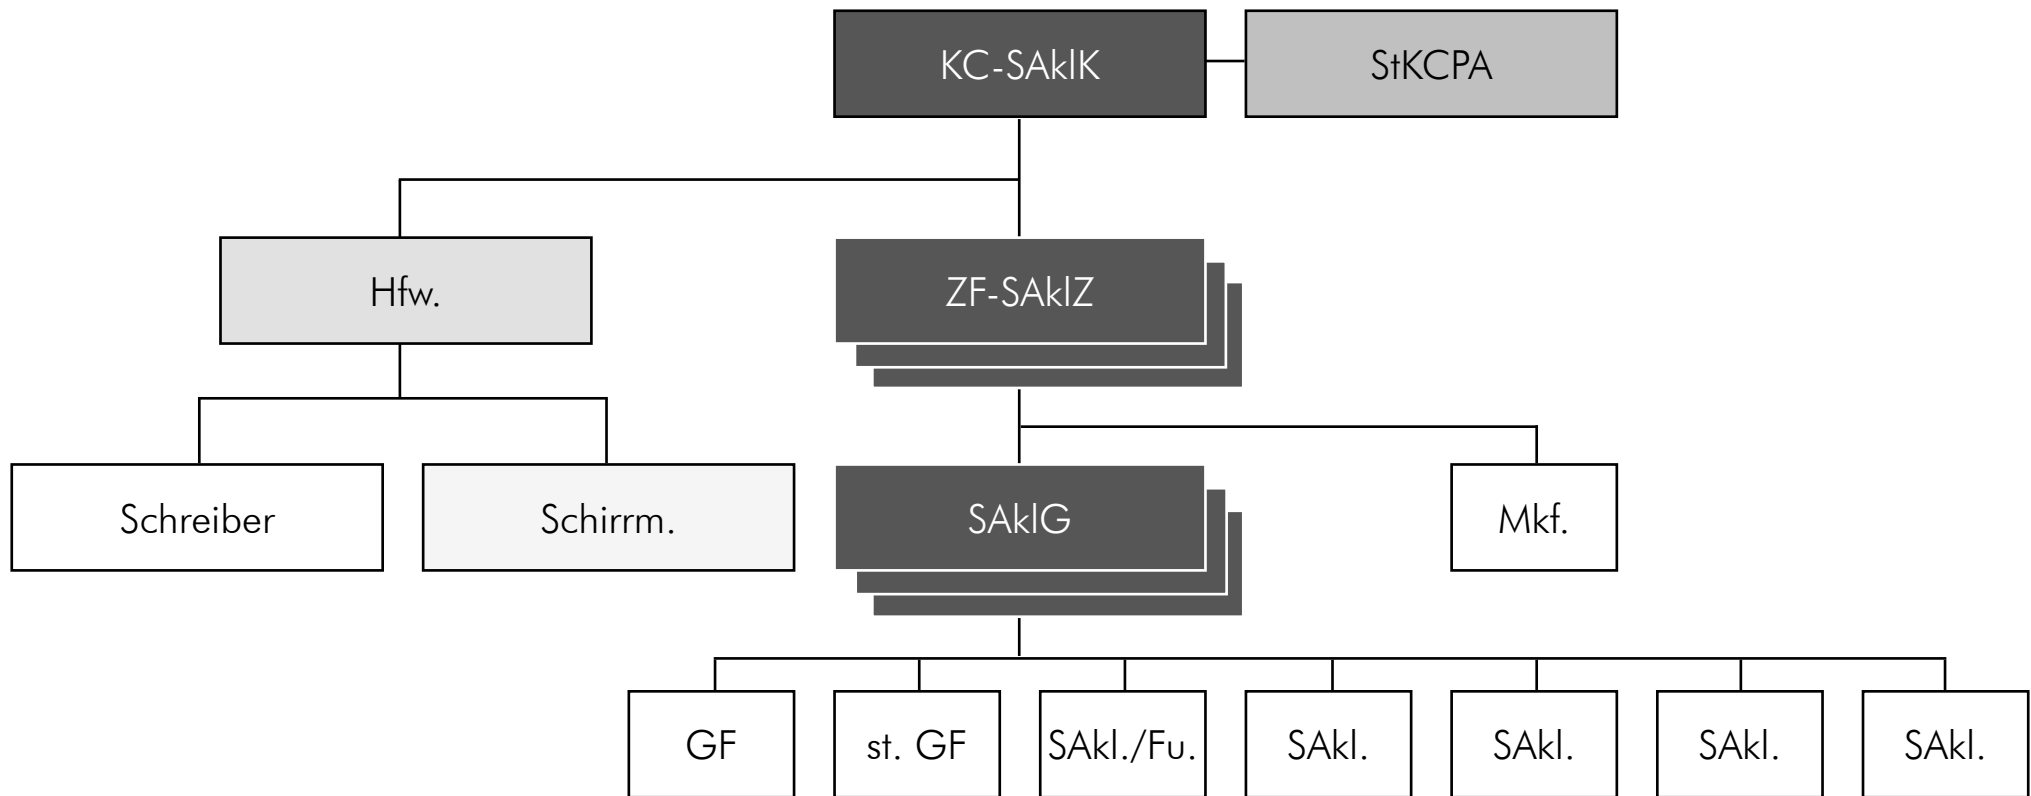 KC-SAklK
StKCPA
Hfw.
ZF-SAklZ
Schreiber
Schirrm.
SAklG
Mkf.
GF
st. GF
SAkl./Fu.
SAkl.
SAkl.
SAkl.
SAkl.